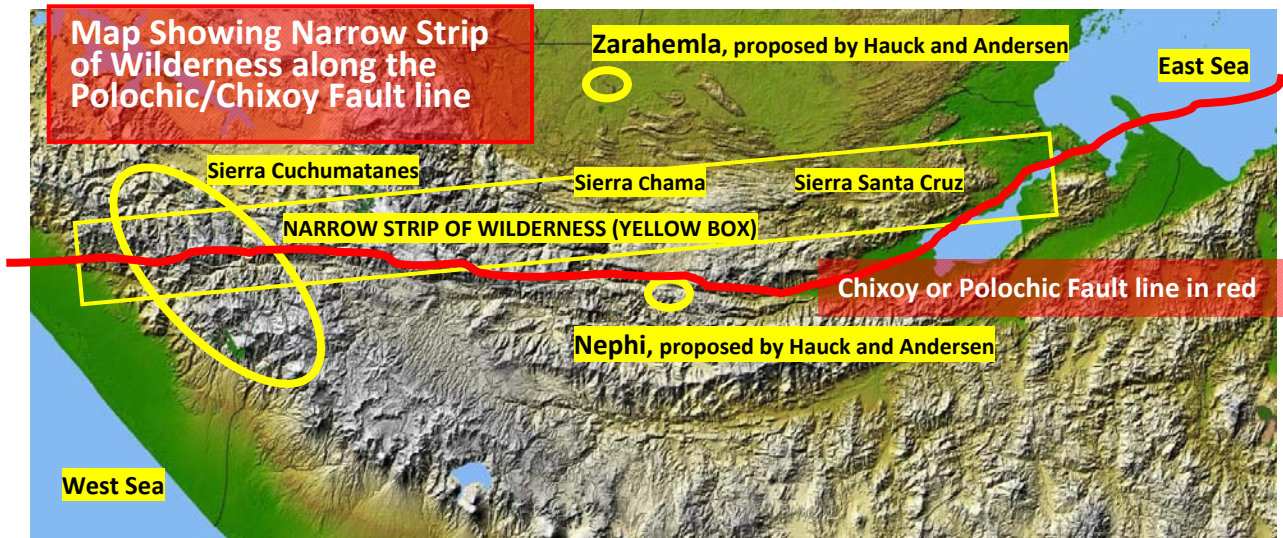 Map Showing Narrow Strip
of Wilderness along the
Polochic/Chixoy Fault line
Zarahemla, proposed by Hauck and Andersen
East Sea
Sierra Cuchumatanes
Sierra Chama
Sierra Santa Cruz
NARROW STRIP OF WILDERNESS (YELLOW BOX)
Chixoy or Polochic Fault line in red
Nephi, proposed by Hauck and Andersen
West Sea